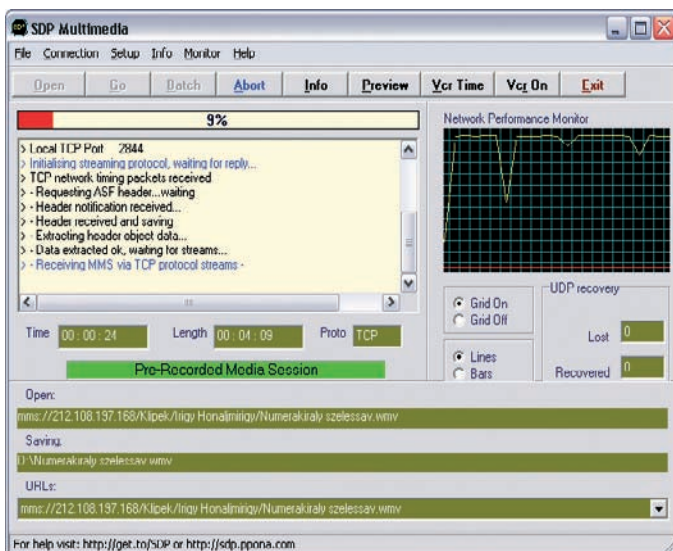 SDP Multimedia
File Connection Setup Info Monitor Help
Open Go Batch Abort Info Preview Vcr Time Vcr On Exit
9%
> Local TCP Port 2844
> Initialising streaming protocol, waiting for reply...
> TCP network timing packets received
> - Requesting ASF header...waiting
> - Header notification received...
> - Header received and saving
> - Extracting header object data...
> - Data extracted ok, waiting for streams...
> - Receiving MMS via TCP protocol streams -
Network Performance Monitor
Grid On
Grid Off
Lines
Bars
UDP recovery
Lost 0
Recovered 0
Time 00:00:24 Length 00:04:09 Proto TCP
Pre-Recorded Media Session
Open:
mms://212.108.197.168/Klipek/Irigy Honaljmirigy/Numerakiraly szelessav.wmv
Saving:
D:\Numerakiraly szelessav.wmv
URLs:
mms://212.108.197.168/Klipek/Irigy Honaljmirigy/Numerakiraly szelessav.wmv
For help visit: http://get.to/SDP or http://sdp.ppona.com